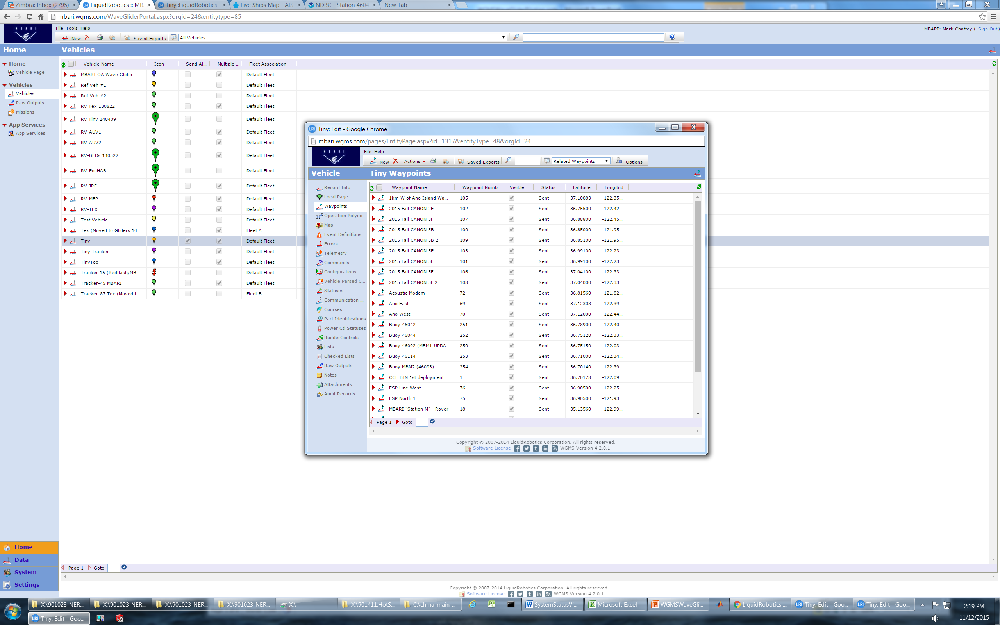 Zimbra: Inbox (2795) LiquidRobotics :: MBA Tiny::LiquidRobotics Live Ships Map - AIS NDBC - Station 4604 New Tab
mbari.wgms.com/WaveGliderPortal.aspx?orgid=24&entitytype=85
MBARI File Tools Help MBARI: Mark Chaffey ( Sign Out)
New Saved Exports All Vehicles
Home Vehicles
Home
Vehicle Page
Vehicles
Vehicles
Raw Outputs
Missions
App Services
App Services
Vehicle Name Icon Send Al... Multiple ... Fleet Association
MBARI OA Wave Glider Default Fleet
Ref Veh #1 Default Fleet
Ref Veh #2 Default Fleet
RV Tex 130822 Default Fleet
RV Tiny 140409 Default Fleet
RV-AUV1 Default Fleet
RV-AUV2 Default Fleet
RV-BEDs 140522 Default Fleet
RV-EcoHAB Default Fleet
RV-JRF Default Fleet
RV-MEP Default Fleet
RV-TEX Default Fleet
Test Vehicle Default Fleet
Tex (Moved to Gliders 14... Fleet A
Tiny Default Fleet
Tiny Tracker Default Fleet
TinyToo Default Fleet
Tracker 15 (Redflash/MB... Default Fleet
Tracker-45 MBARI Default Fleet
Tracker-87 Tex (Moved t... Fleet B
LRI Tiny: Edit - Google Chrome
mbari.wgms.com/pages/EntityPage.aspx?id=1317&entityType=48&orgId=24
MBARI File Help
New Actions Saved Exports Related Waypoints Options
Vehicle Tiny Waypoints
Record Info
Local Page
Waypoints
Operation Polygo...
Map
Event Definitions
Errors
Telemetry
Commands
Configurations
Vehicle Parsed C...
Statuses
Communication ...
Courses
Part Identifications
Power Ctl Statuses
RudderControls
Lists
Checked Lists
Raw Outputs
Notes
Attachments
Audit Records
Waypoint Name Waypoint Numb... Visible Status Latitude ... Longitud...
1km W of Ano Island Wa... 105 Sent 37.10883 -122.35...
2015 Fall CANON 2E 102 Sent 36.75500 -122.42...
2015 Fall CANON 3F 107 Sent 36.88800 -122.45...
2015 Fall CANON 5B 100 Sent 36.85000 -121.95...
2015 Fall CANON 5B 2 109 Sent 36.85100 -121.95...
2015 Fall CANON 5E 103 Sent 36.99100 -122.23...
2015 Fall CANON 5E 101 Sent 36.99100 -122.23...
2015 Fall CANON 5F 106 Sent 37.04100 -122.33...
2015 Fall CANON 5F 2 108 Sent 37.04000 -122.33...
Acoustic Modem 72 Sent 36.81560 -121.82...
Ano East 69 Sent 37.12308 -122.39...
Ano West 70 Sent 37.12000 -122.44...
Buoy 46042 251 Sent 36.78900 -122.40...
Buoy 46044 252 Sent 36.75120 -122.33...
Buoy 46092 (MBM1-UPDA... 250 Sent 36.75150 -122.03...
Buoy 46114 253 Sent 36.71000 -122.34...
Buoy MBM2 (46093) 254 Sent 36.70140 -122.39...
CCE BIN 1st deployment ... 1 Sent 36.70178 -122.09...
ESP Line West 76 Sent 36.90500 -122.25...
ESP North 1 75 Sent 36.90500 -121.93...
MBARI "Station M" - Rover 18 Sent 35.13560 -122.99...
Page 1 Goto
Copyright © 2007-2014 LiquidRobotics Corporation. All rights reserved.
Software License WGMS Version 4.2.0.1
Home
Data
System
Settings
Page 1 Goto
Copyright © 2007-2014 LiquidRobotics Corporation. All rights reserved.
Software License WGMS Version 4.2.0.1
X:\901023_NER... X:\901023_NER... X:\901023_NER... X:\901023_NER... X:\ X:\901411.HotS... C:\chma_main_... SystemStatusVi... Microsoft Excel WGMSWaveGli... LiquidRobotics :... Tiny: Edit - Goo... Tiny: Edit - Goo... 2:19 PM
Tiny: Edit - Goo... 11/12/2015